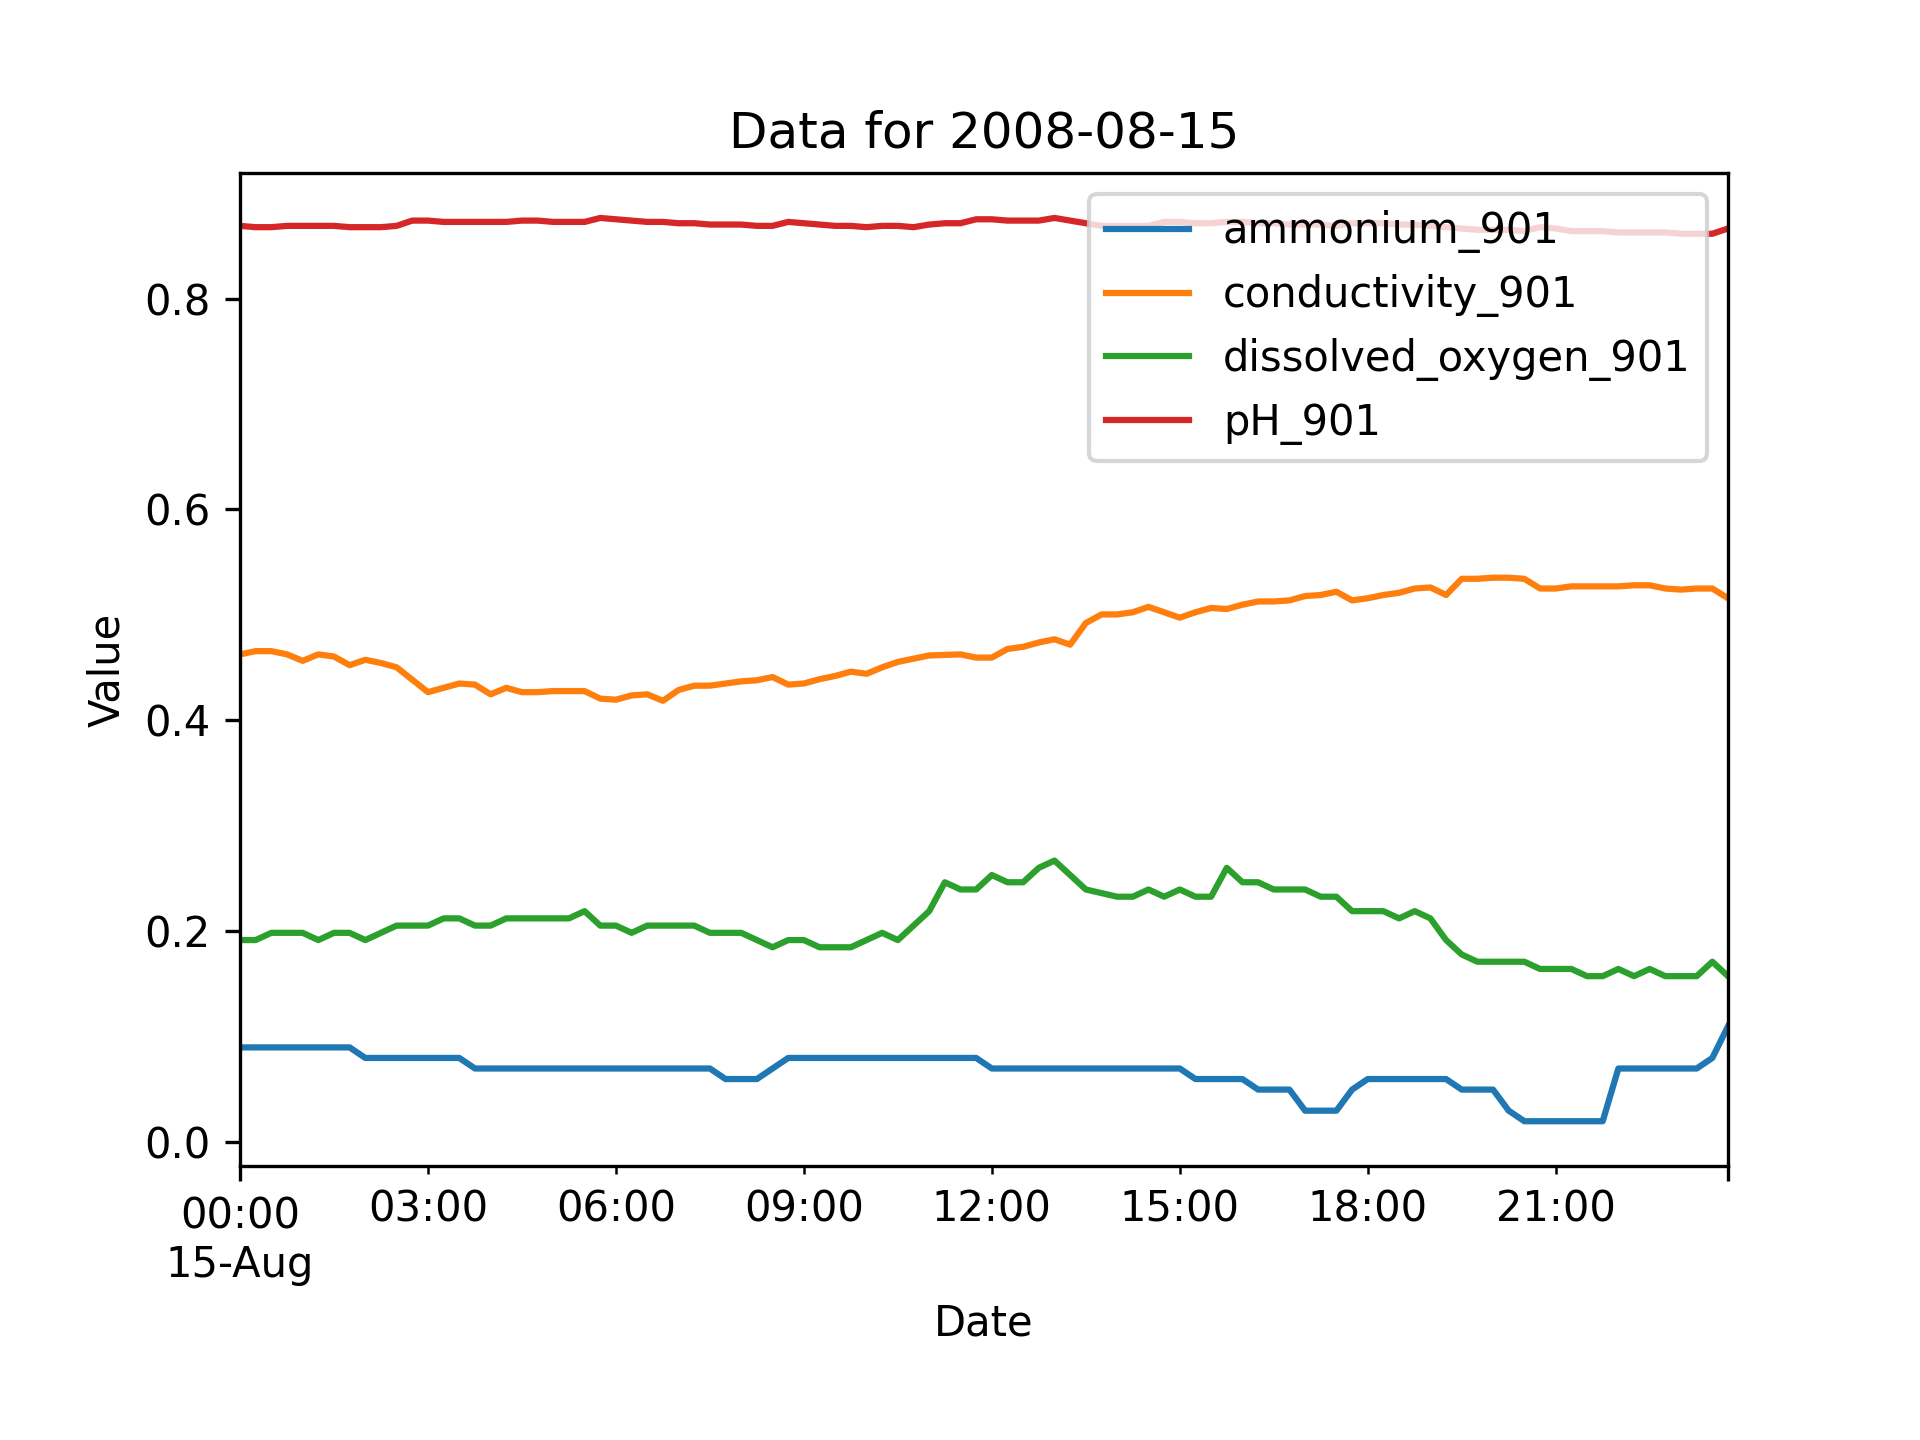 Data for 2008-08-15
ammonium_901
conductivity_901
dissolved_oxygen_901
pH_901
Value
0.8
0.6
0.4
0.2
0.0
00:00 03:00 06:00 09:00 12:00 15:00 18:00 21:00
15-Aug
Date